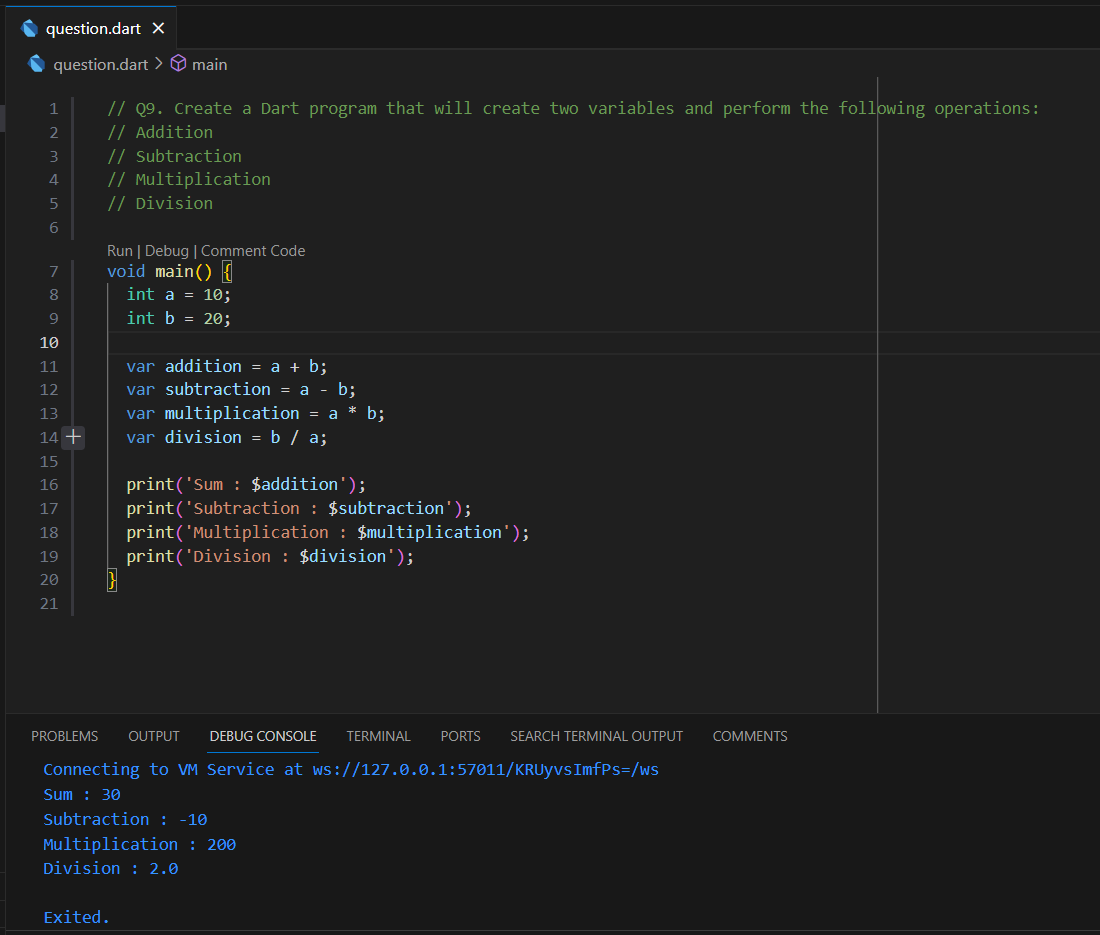 question.dart
question.dart > main
1 // Q9. Create a Dart program that will create two variables and perform the following operations:
2 // Addition
3 // Subtraction
4 // Multiplication
5 // Division
6
Run | Debug | Comment Code
7 void main() {
8   int a = 10;
9   int b = 20;
10
11   var addition = a + b;
12   var subtraction = a - b;
13   var multiplication = a * b;
14   var division = b / a;
15
16   print('Sum : $addition');
17   print('Subtraction : $subtraction');
18   print('Multiplication : $multiplication');
19   print('Division : $division');
20 }
21
PROBLEMS OUTPUT DEBUG CONSOLE TERMINAL PORTS SEARCH TERMINAL OUTPUT COMMENTS
Connecting to VM Service at ws://127.0.0.1:57011/KRUyvsImfPs=/ws
Sum : 30
Subtraction : -10
Multiplication : 200
Division : 2.0
Exited.